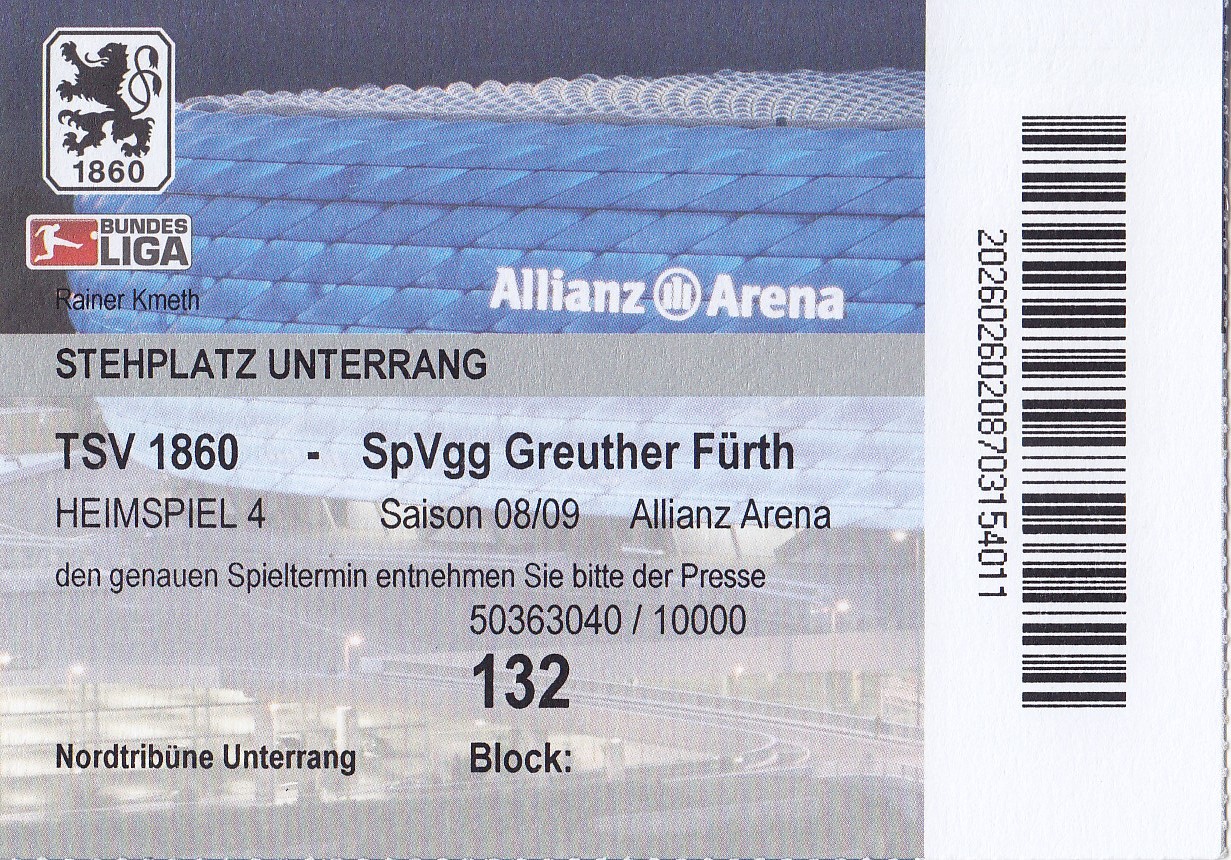 1860
BUNDES
LIGA
Rainer Kmeth
Allianz Arena
STEHPLATZ UNTERRANG
TSV 1860 - SpVgg Greuther Fürth
HEIMSPIEL 4 Saison 08/09 Allianz Arena
den genauen Spieltermin entnehmen Sie bitte der Presse
50363040 / 10000
132
Nordtribüne Unterrang Block:
2026026020870315401​1